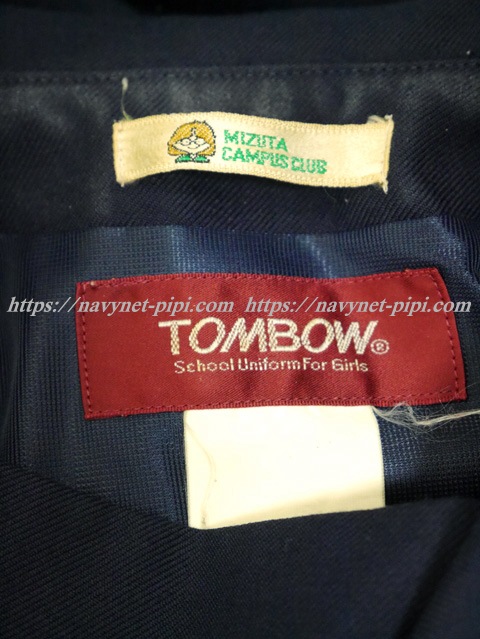 MIZUTA
CAMPUS CLUB
https://navynet-pipi.com https://navynet-pipi.com
TOMBOW®
School Uniform For Girls